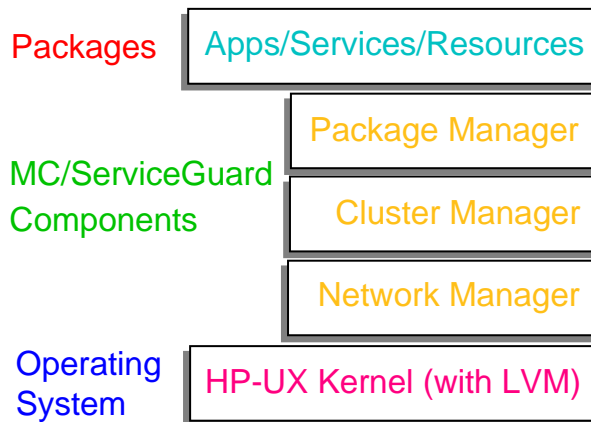 Packages
Apps/Services/Resources
Package Manager
MC/ServiceGuard
Components
Cluster Manager
Network Manager
Operating
System
HP-UX Kernel (with LVM)